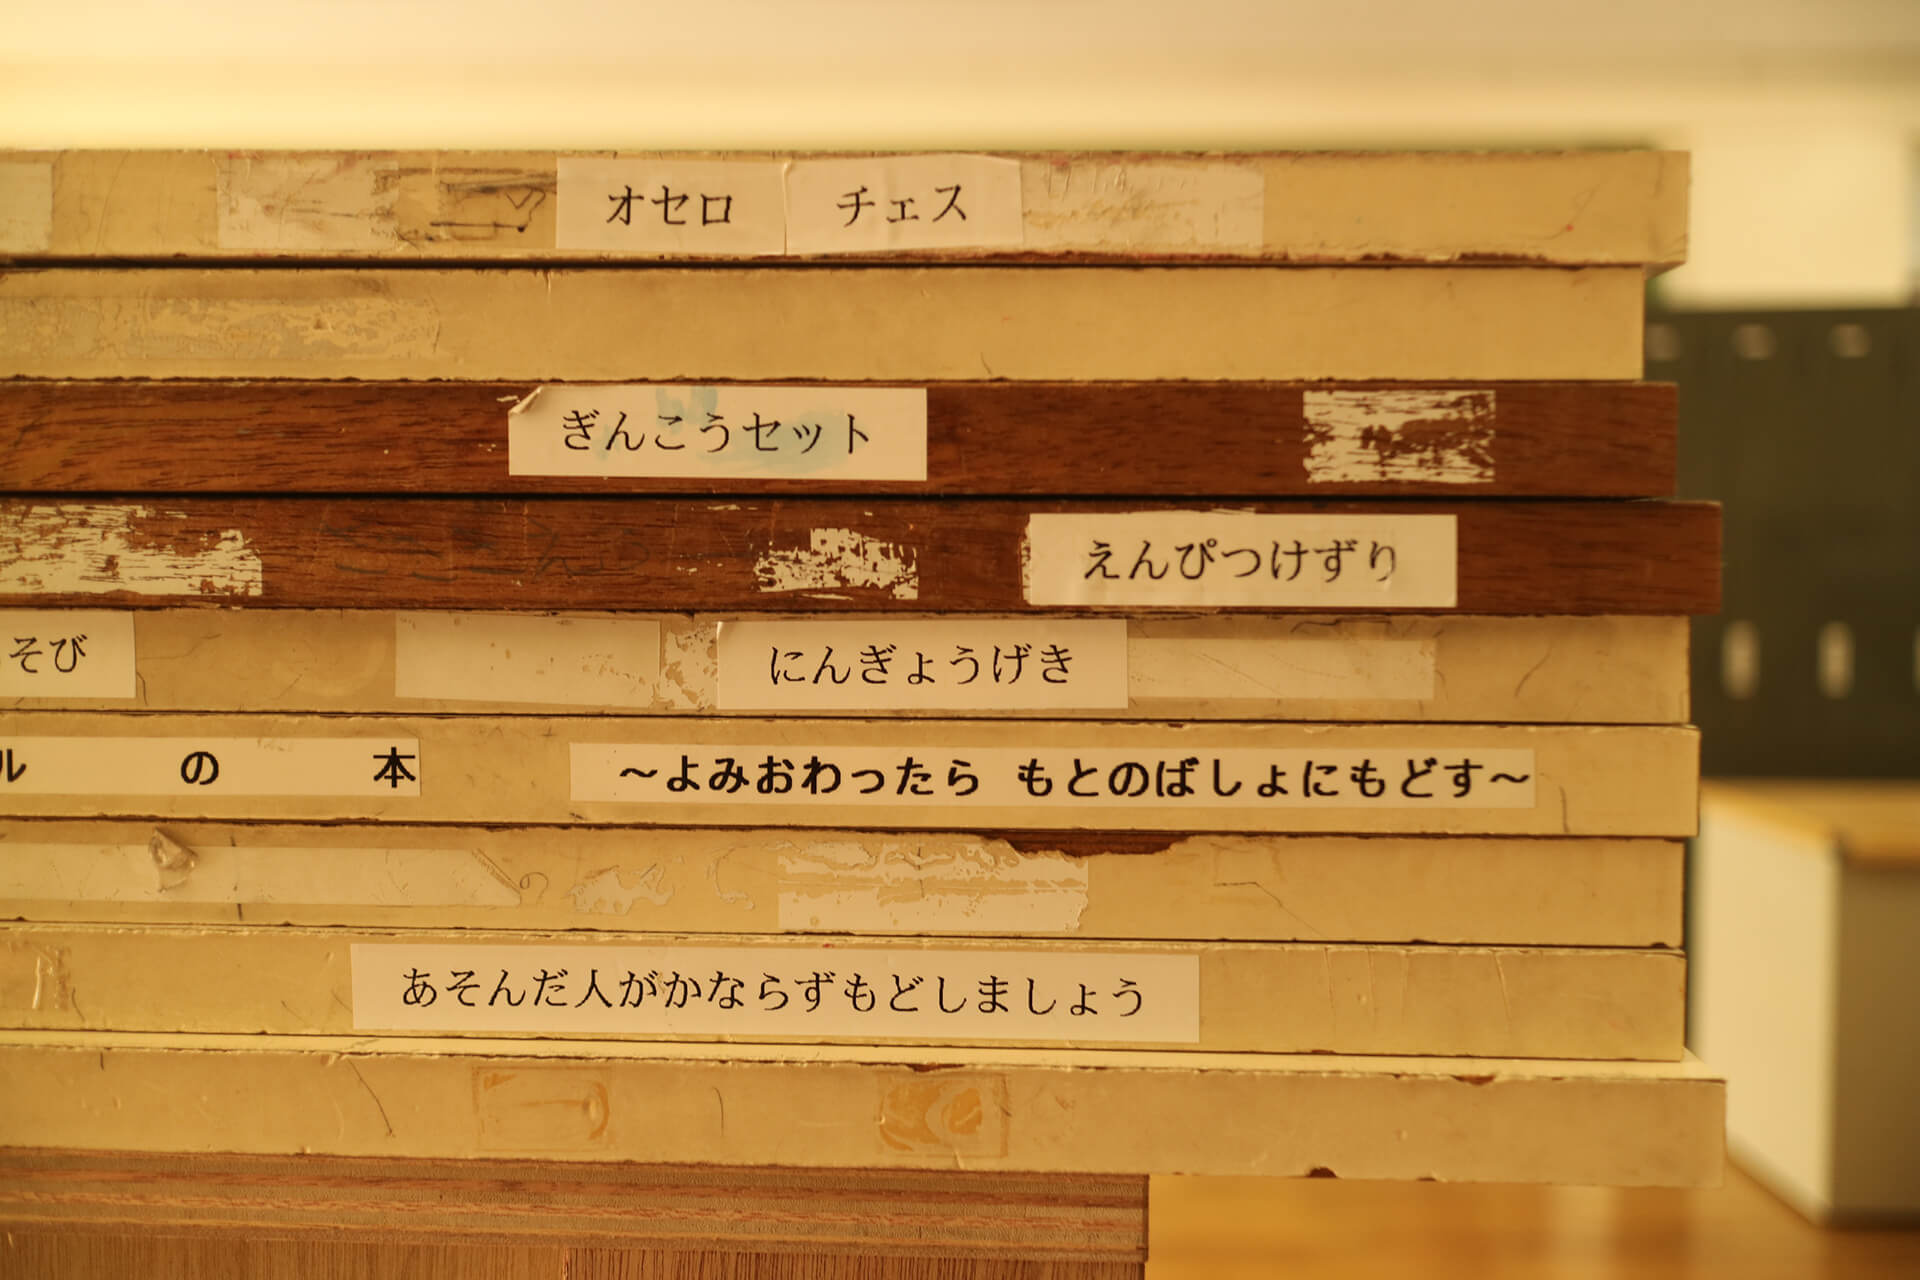 オセロ チェス
ぎんこうセット
えんぴつけずり
そび にんぎょうげき
ル の 本 ～よみおわったら もとのばしょにもどす～
あそんだ人がかならずもどしましょう